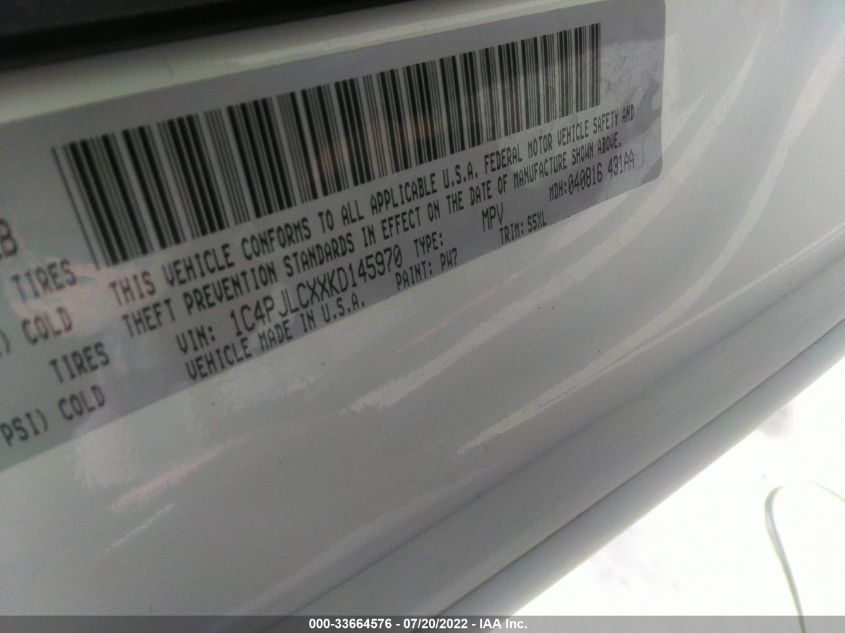 THIS VEHICLE CONFORMS TO ALL APPLICABLE U.S.A. FEDERAL MOTOR VEHICLE SAFETY AND
THEFT PREVENTION STANDARDS IN EFFECT ON THE DATE OF MANUFACTURE SHOWN ABOVE.
VIN: 1C4PJLCXXKD145970 TYPE: MPV MDH:040816 431AA
VEHICLE MADE IN U.S.A. PAINT: PW7 TRIM: S5XL
B
TIRES
) COLD
TIRES
PSI) COLD
000-33664576 - 07/20/2022 - IAA Inc.